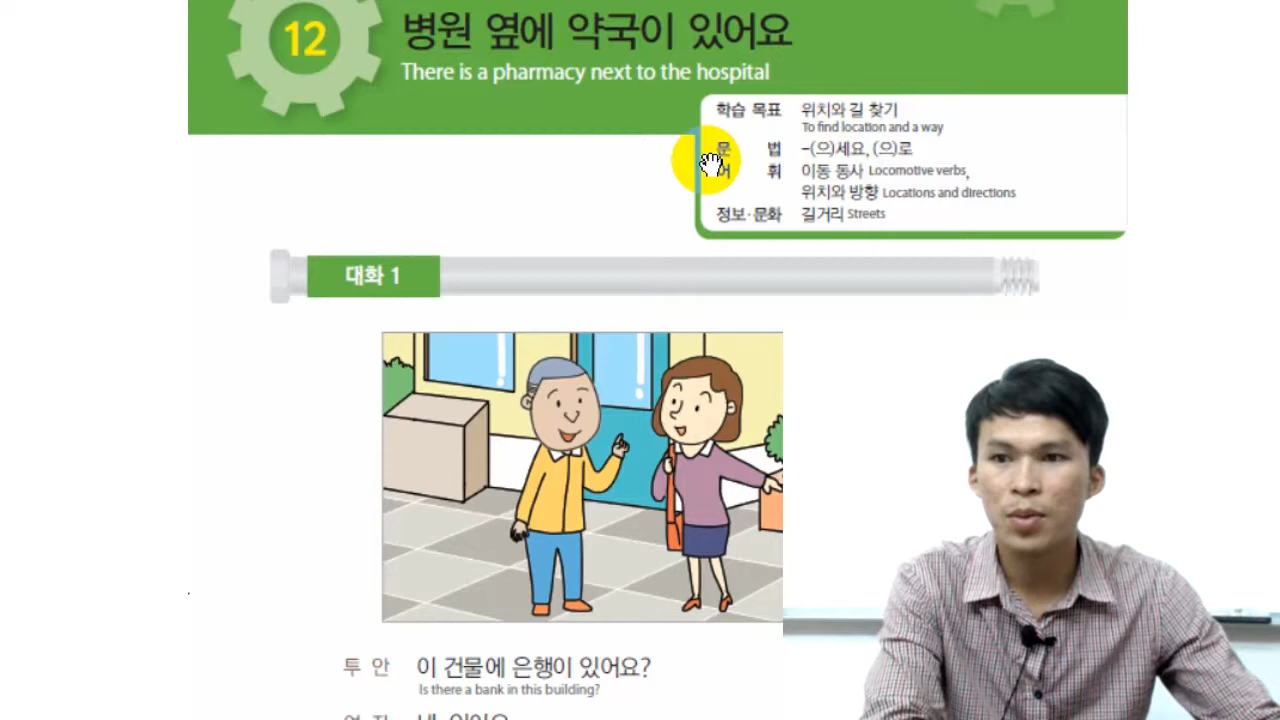 12
병원 옆에 약국이 있어요
There is a pharmacy next to the hospital
학습 목표 위치와 길 찾기
To find location and a way
문 법 -(으)세요, (으)로
어 휘 이동 동사 Locomotive verbs,
위치와 방향 Locations and directions
정보·문화 길거리 Streets
대화 1
투 안 이 건물에 은행이 있어요?
Is there a bank in this building?